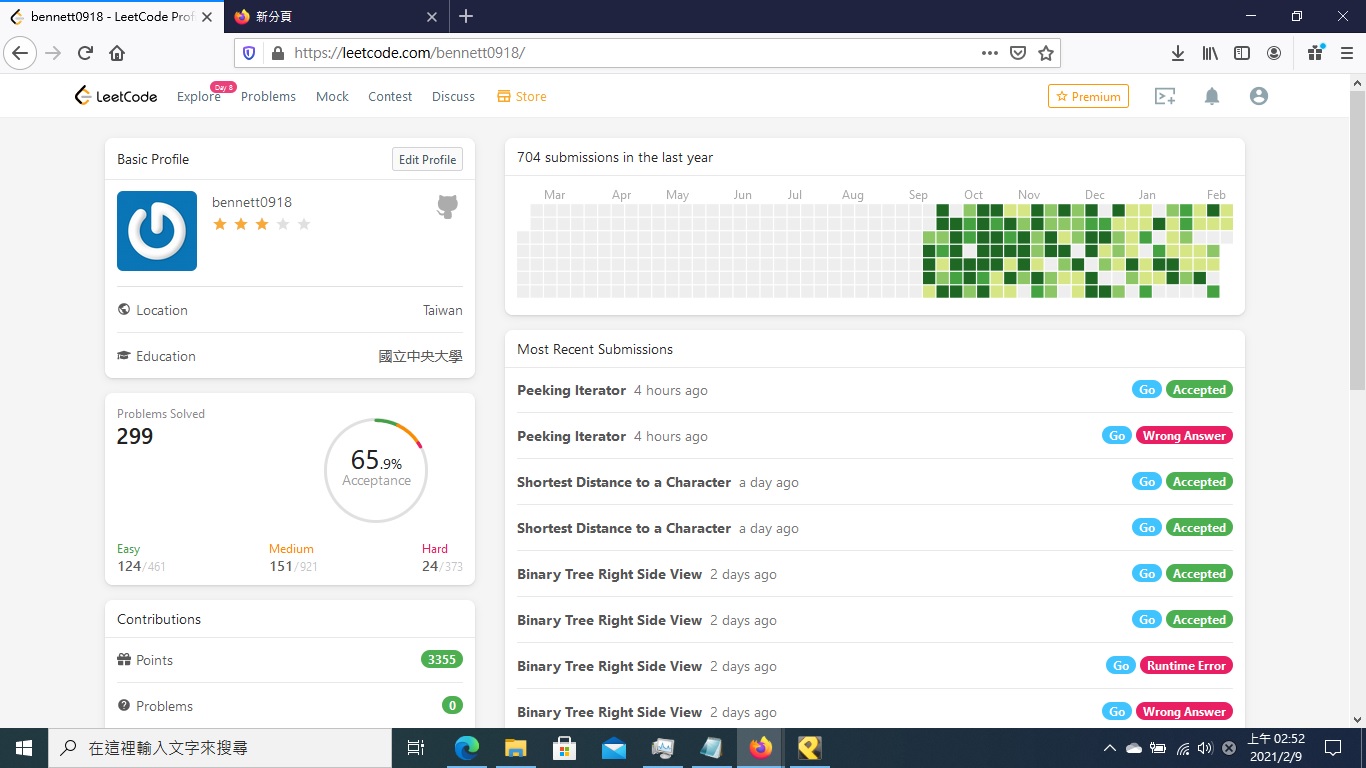 bennett0918 - LeetCode Prof
新分頁
https://leetcode.com/bennett0918/
LeetCode Explore Day 8 Problems Mock Contest Discuss Store Premium
Basic Profile
Edit Profile
bennett0918
Location Taiwan
Education 國立中央大學
Problems Solved
299
65.9%
Acceptance
Easy Medium Hard
124/461 151/921 24/373
Contributions
Points 3355
Problems 0
704 submissions in the last year
Mar Apr May Jun Jul Aug Sep Oct Nov Dec Jan Feb
Most Recent Submissions
Peeking Iterator 4 hours ago Go Accepted
Peeking Iterator 4 hours ago Go Wrong Answer
Shortest Distance to a Character a day ago Go Accepted
Shortest Distance to a Character a day ago Go Accepted
Binary Tree Right Side View 2 days ago Go Accepted
Binary Tree Right Side View 2 days ago Go Accepted
Binary Tree Right Side View 2 days ago Go Runtime Error
Binary Tree Right Side View 2 days ago Go Wrong Answer
在這裡輸入文字來搜尋
上午 02:52
2021/2/9